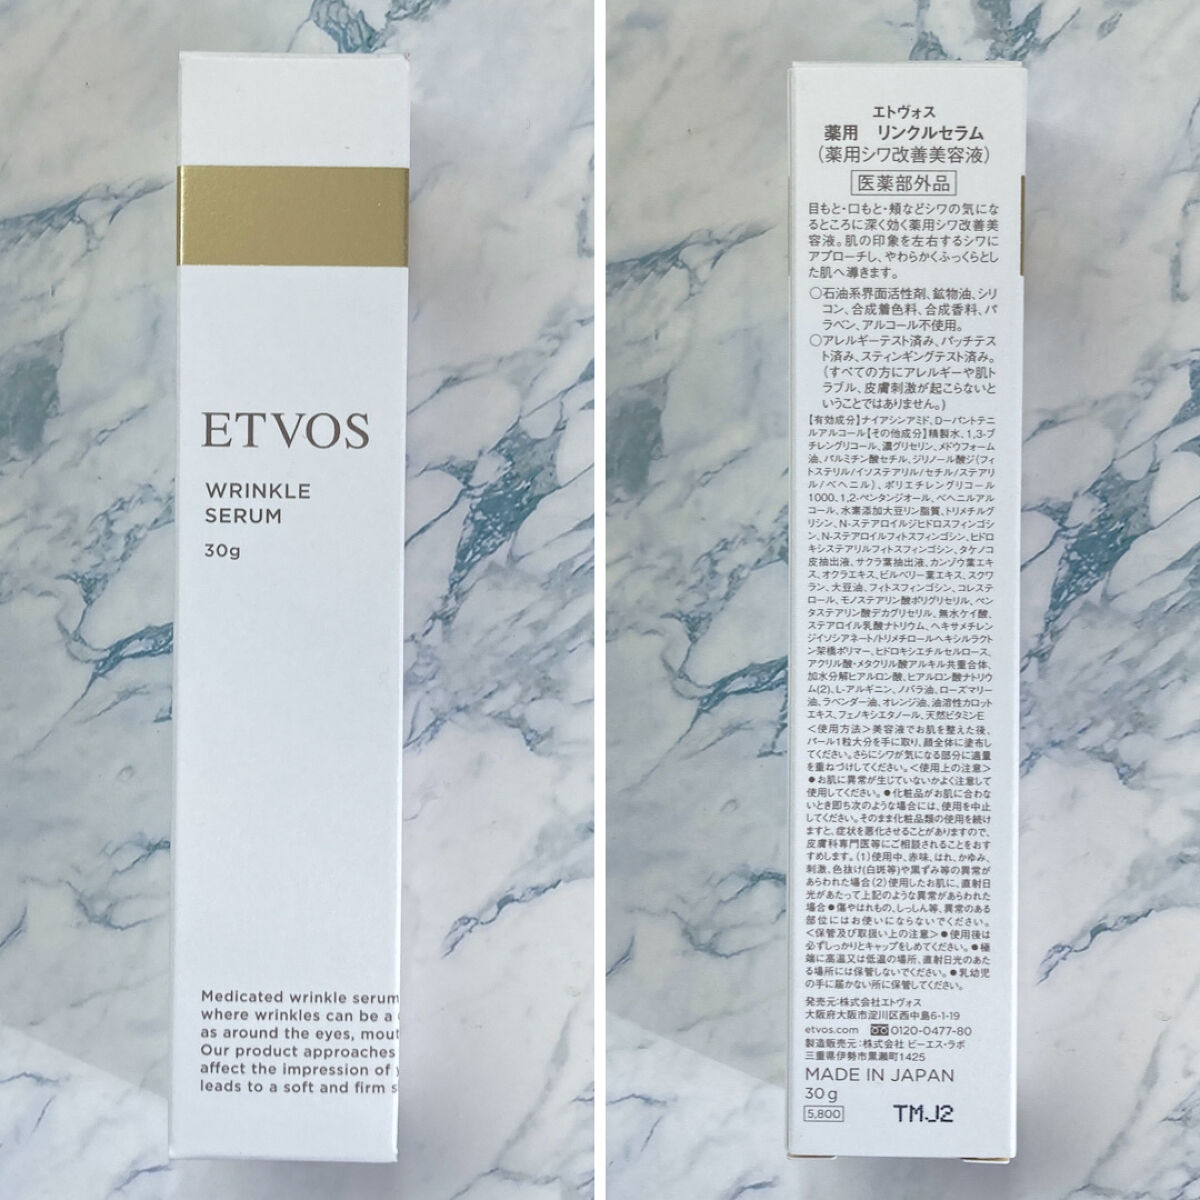 ETVOS
WRINKLE
SERUM
30g
Medicated wrinkle serum
where wrinkles can be a
as around the eyes, mout
Our product approaches
affect the impression of
leads to a soft and firm s
エトヴォス
薬用 リンクルセラム
(薬用シワ改善美容液)
医薬部外品
目もと・口もと・頬などシワの気にな
るところに深く効く薬用シワ改善美
容液。肌の印象を左右するシワに
アプローチし、やわらかくふっくらとし
た肌へ導きます。
○石油系界面活性剤、鉱物油、シリ
コン、合成着色料、合成香料、パ
ラベン、アルコール不使用。
○アレルギーテスト済み、パッチテス
ト済み、スティンギングテスト済み。
(すべての方にアレルギーや肌ト
ラブル、皮膚刺激が起こらないと
いうことではありません。)
【有効成分】ナイアシンアミド、D-パントテニ
ルアルコール【その他成分】精製水、1,3-ブ
チレングリコール、濃グリセリン、メドウフォーム
油、パルミチン酸セチル、ジリノール酸ジ(フィ
トステリル/イソステアリル/セチル/ステアリ
ル/ベヘニル)、ポリエチレングリコール
1000、1,2-ペンタンジオール、ベヘニルアル
コール、水素添加大豆リン脂質、トリメチルグ
リシン、N-ステアロイルジヒドロスフィンゴシ
ン、N-ステアロイルフィトスフィンゴシン、ヒドロ
キシステアリルフィトスフィンゴシン、タケノコ
皮抽出液、サクラ葉抽出液、カンゾウ葉エキ
ス、オクラエキス、ビルベリー葉エキス、スクワ
ラン、大豆油、フィトスフィンゴシン、コレステ
ロール、モノステアリン酸ポリグリセリル、ペン
タステアリン酸デカグリセリル、無水ケイ酸、
ステアロイル乳酸ナトリウム、ヘキサメチレン
ジイソシアネート/トリメチロールヘキシルラクト
ン架橋ポリマー、ヒドロキシエチルセルロース、
アクリル酸・メタクリル酸アルキル共重合体、
加水分解ヒアルロン酸、ヒアルロン酸ナトリウ
ム(2)、L-アルギニン、ノバラ油、ローズマリー
油、ラベンダー油、オレンジ油、油溶性カロット
エキス、フェノキシエタノール、天然ビタミンE
<使用方法>美容液でお肌を整えた後、
パール1粒大分を手に取り、顔全体に塗布し
てください。さらにシワが気になる部分に適量
を重ねづけしてください。<使用上の注意>
●お肌に異常が生じていないかよく注意して
使用してください。●化粧品がお肌に合わな
いとき即ち次のような場合には、使用を中止
してください。そのまま化粧品類の使用を続け
ますと、症状を悪化させることがありますので、
皮膚科専門医等にご相談されることをおす
すめします。(1)使用中、赤味、はれ、かゆみ、
刺激、色抜け(白斑等)や黒ずみ等の異常が
あらわれた場合(2)使用したお肌に、直射日
光があたって上記のような異常があらわれた
場合●傷やはれもの、しっしん等、異常のある
部位にはお使いにならないでください。
<保管及び取扱い上の注意>●使用後は
必ずしっかりとキャップをしめてください。●極
端に高温又は低温の場所、直射日光のあた
る場所には保管しないでください。●乳幼児
の手に届かない所に保管してください。
発売元:株式会社エトヴォス
大阪府大阪市淀川区西中島6-1-19
etvos.com 0120-0477-80
製造販売元:株式会社 ビーエス・ラボ
三重県伊勢市黒瀬町1425
MADE IN JAPAN
30g
5,800
TMJ2